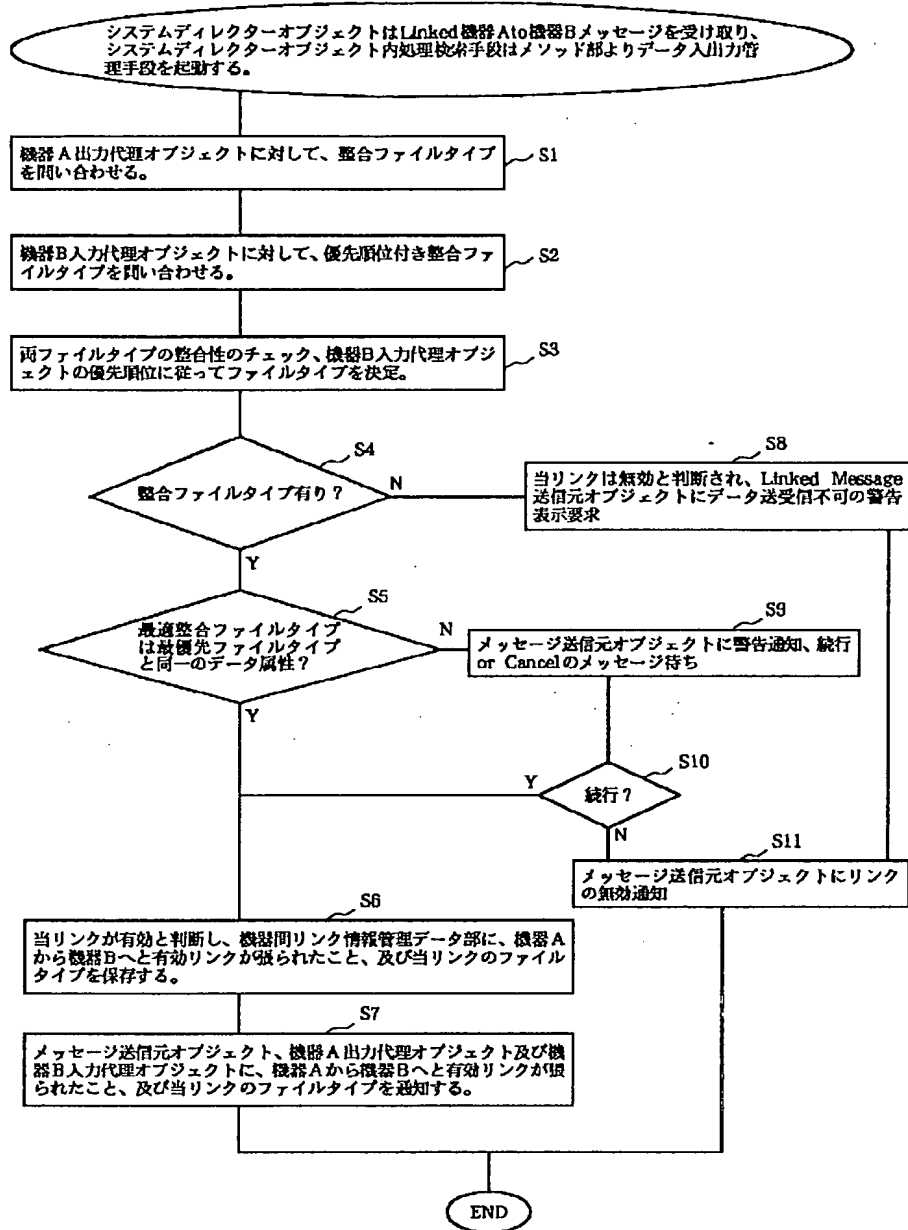 システムディレクターオブジェクトはLinked機器Ato機器Bメッセージを受け取り、
システムディレクターオブジェクト内処理検索手段はメソッド部よりデータ入出力管
理手段を起動する。
機器A出力代理オブジェクトに対して、整合ファイルタイプ
を問い合わせる。
S1
機器B入力代理オブジェクトに対して、優先順位付き整合ファ
イルタイプを問い合わせる。
S2
両ファイルタイプの整合性のチェック、機器B入力代理オブジ
ェクトの優先順位に従ってファイルタイプを決定。
S3
S4
整合ファイルタイプ有り?
N
Y
S8
当リンクは無効と判断され、Linked Message
送信元オブジェクトにデータ送受信不可の警告
表示要求
S5
最適整合ファイルタイプ
は最優先ファイルタイプ
と同一のデータ属性?
N
Y
S9
メッセージ送信元オブジェクトに警告通知、続行
or Cancelのメッセージ待ち
S10
続行?
Y
N
S11
メッセージ送信元オブジェクトにリンク
の無効通知
S6
当リンクが有効と判断し、機器間リンク情報管理データ部に、機器A
から機器Bへと有効リンクが張られたこと、及び当リンクのファイル
タイプを保存する。
S7
メッセージ送信元オブジェクト、機器A出力代理オブジェクト及び機
器B入力代理オブジェクトに、機器Aから機器Bへと有効リンクが張
られたこと、及び当リンクのファイルタイプを通知する。
END